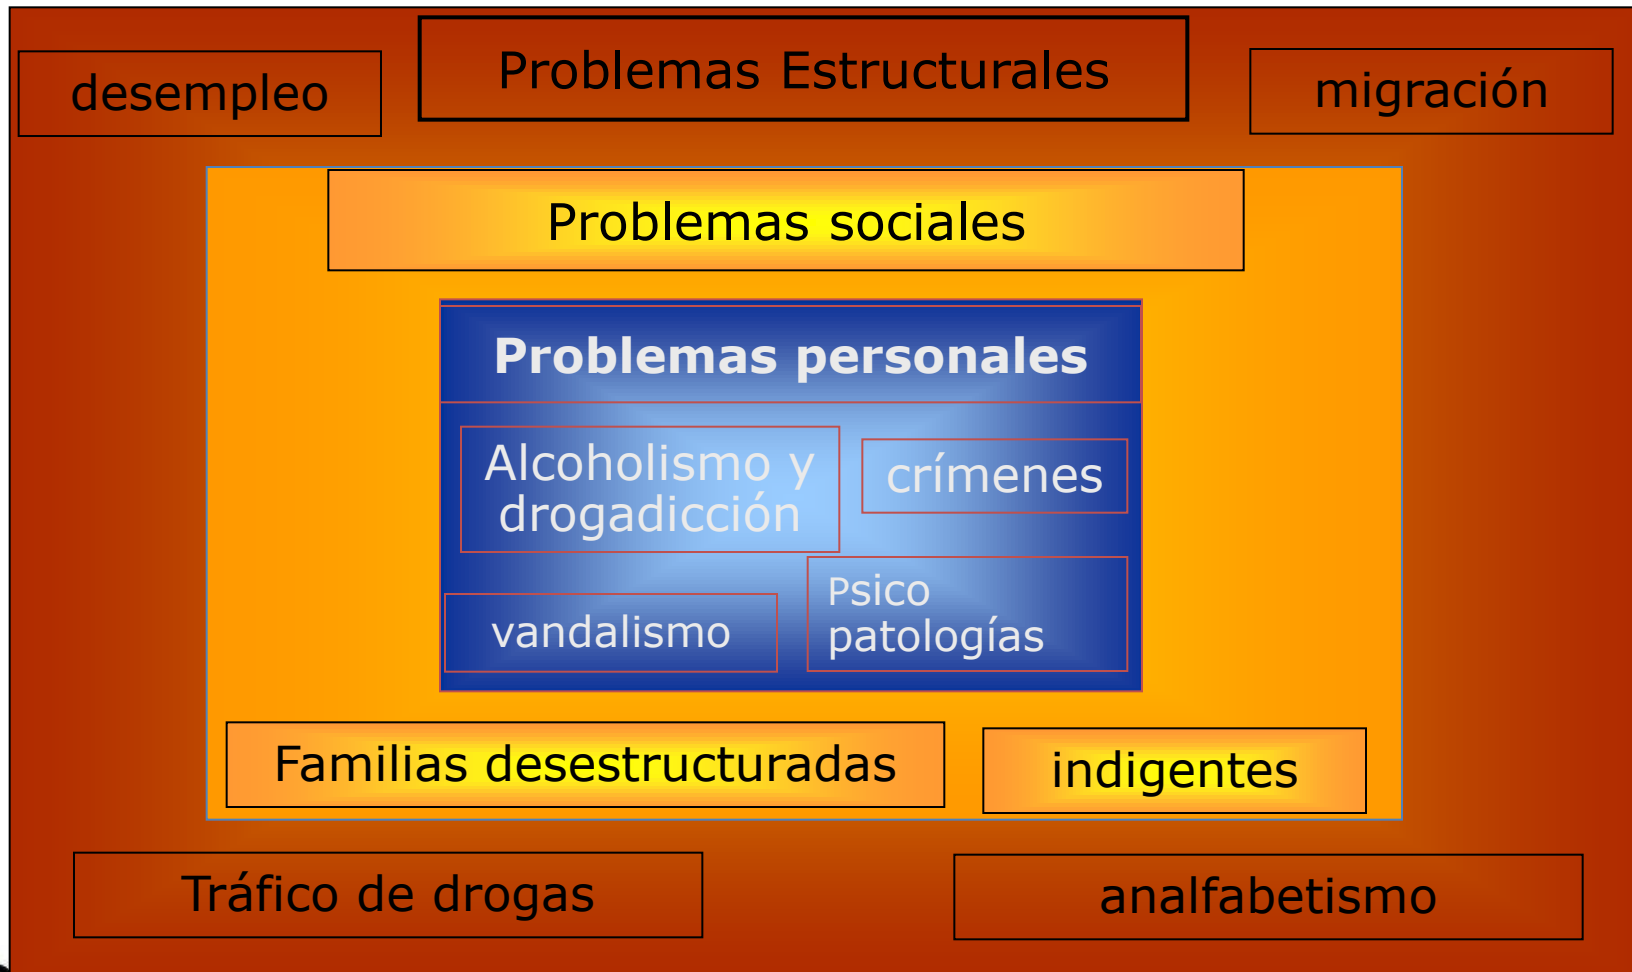 Problemas Estructurales
desempleo
migración
Problemas sociales
Problemas personales
Alcoholismo y
drogadicción
crímenes
Psico
patologías
vandalismo
Familias desestructuradas
indigentes
Tráfico de drogas
analfabetismo